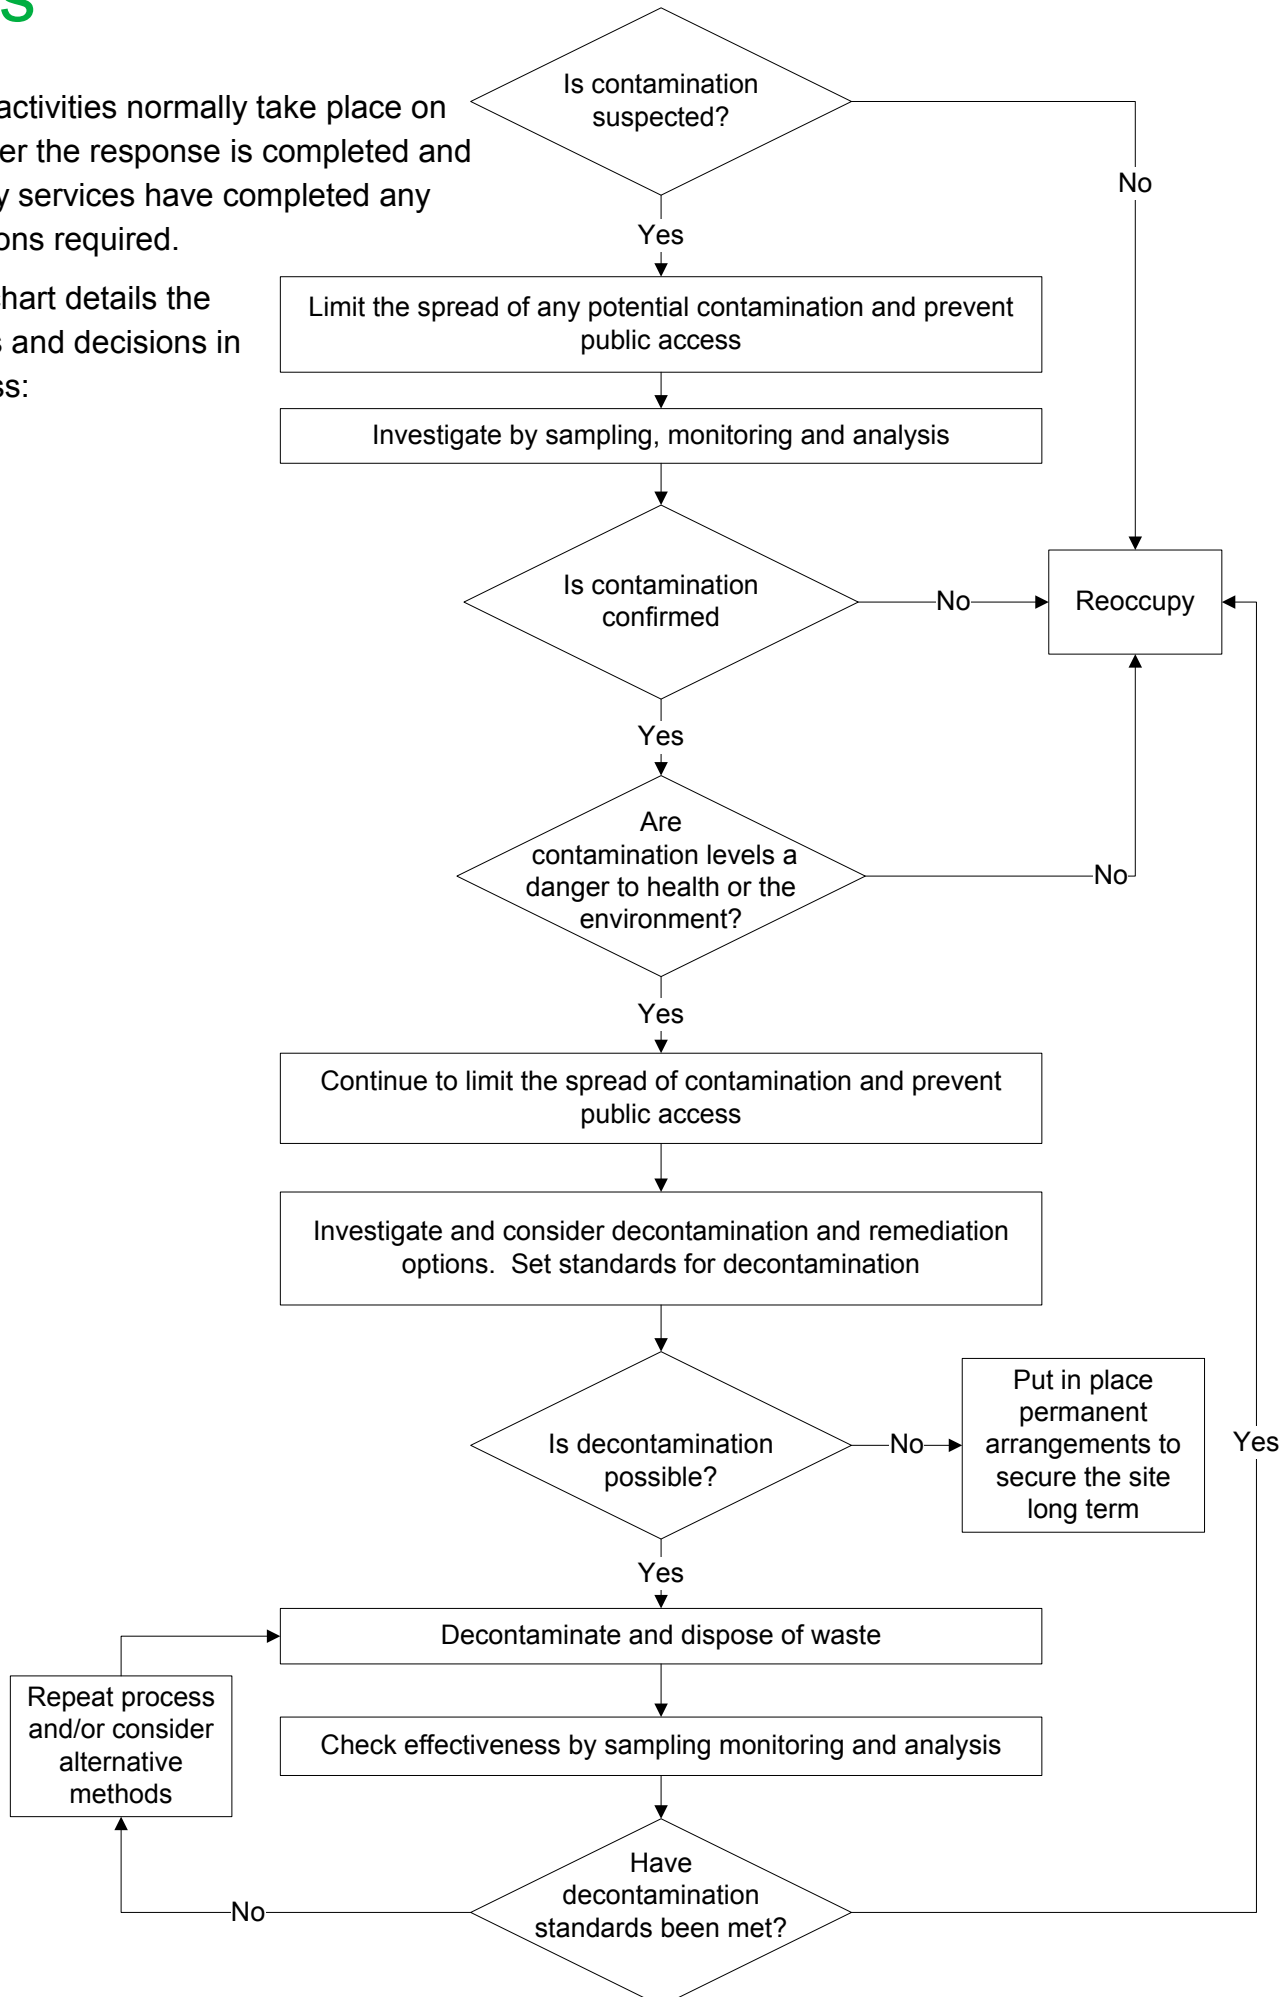 s
activities normally take place on
er the response is completed and
y services have completed any
ons required.
chart details the
s and decisions in
ss:
Is contamination
suspected?
No
Yes
Limit the spread of any potential contamination and prevent
public access
Investigate by sampling, monitoring and analysis
Is contamination
confirmed
No
Reoccupy
Yes
Are
contamination levels a
danger to health or the
environment?
No
Yes
Continue to limit the spread of contamination and prevent
public access
Investigate and consider decontamination and remediation
options.  Set standards for decontamination
Is decontamination
possible?
No
Put in place
permanent
arrangements to
secure the site
long term
Yes
Yes
Decontaminate and dispose of waste
Repeat process
and/or consider
alternative
methods
Check effectiveness by sampling monitoring and analysis
Have
decontamination
standards been met?
No